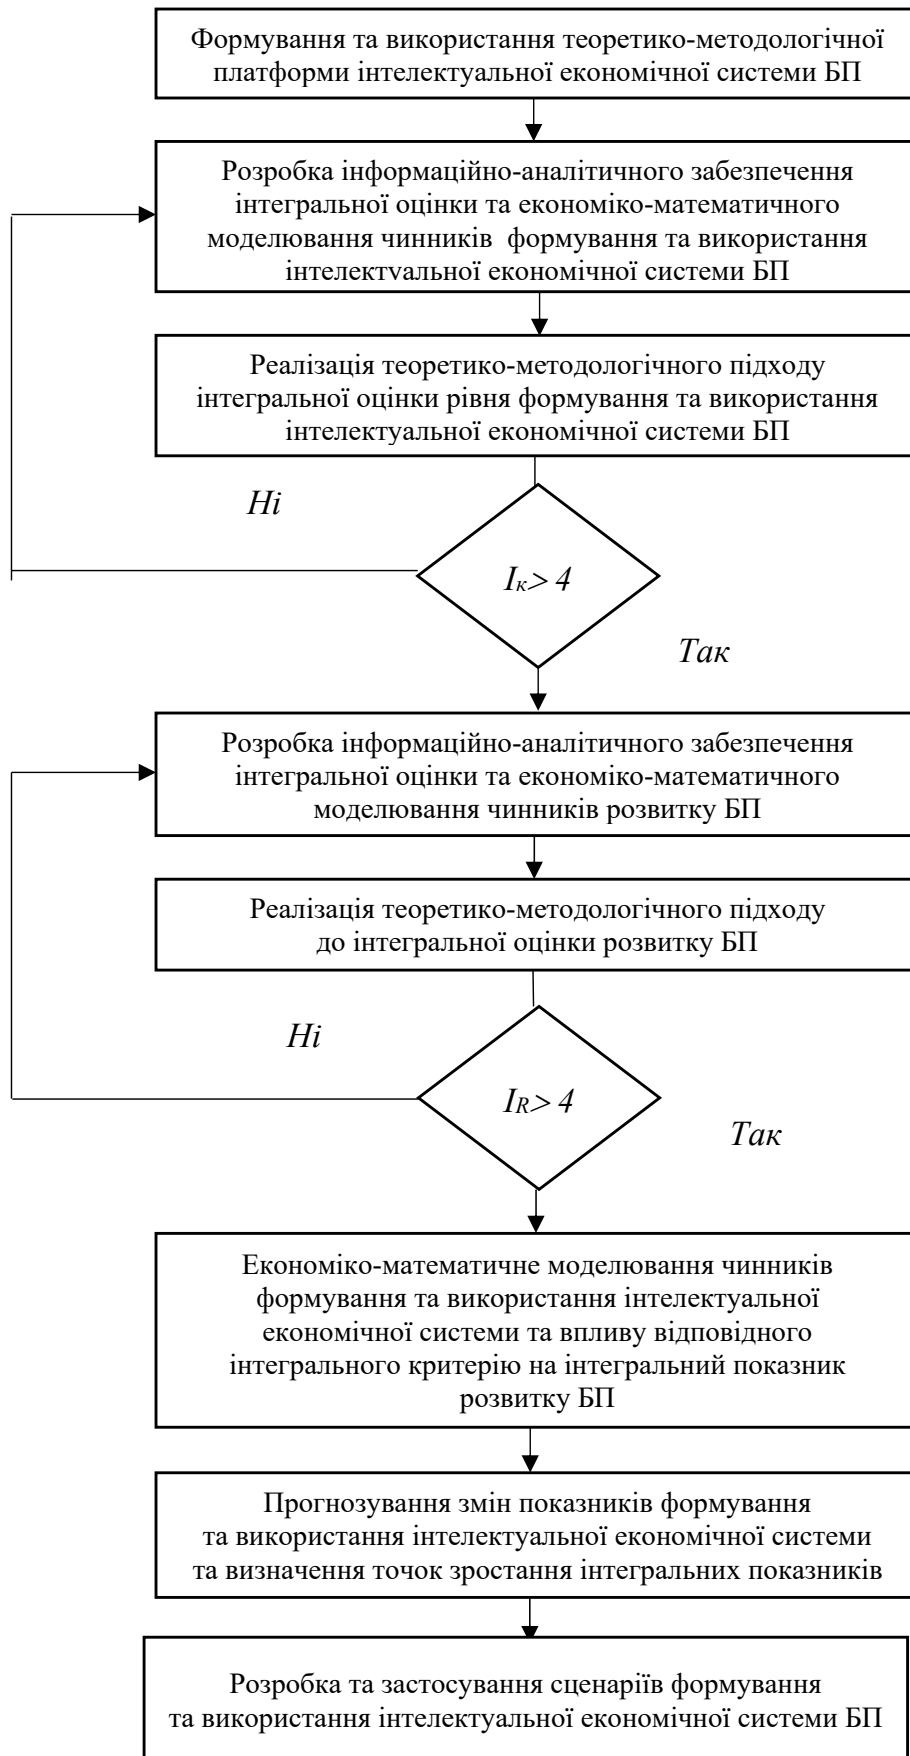 Формування та використання теоретико-методологічної
платформи інтелектуальної економічної системи БП
Розробка інформаційно-аналітичного забезпечення
інтегральної оцінки та економіко-математичного
моделювання чинників формування та використання
інтелектуальної економічної системи БП
Реалізація теоретико-методологічного підходу
інтегральної оцінки рівня формування та використання
інтелектуальної економічної системи БП
Ні
Iк> 4
Так
Розробка інформаційно-аналітичного забезпечення
інтегральної оцінки та економіко-математичного
моделювання чинників розвитку БП
Реалізація теоретико-методологічного підходу
до інтегральної оцінки розвитку БП
Ні
IR> 4
Так
Економіко-математичне моделювання чинників
формування та використання інтелектуальної
економічної системи та впливу відповідного
інтегрального критерію на інтегральний показник
розвитку БП
Прогнозування змін показників формування
та використання інтелектуальної економічної системи
та визначення точок зростання інтегральних показників
Розробка та застосування сценаріїв формування
та використання інтелектуальної економічної системи БП